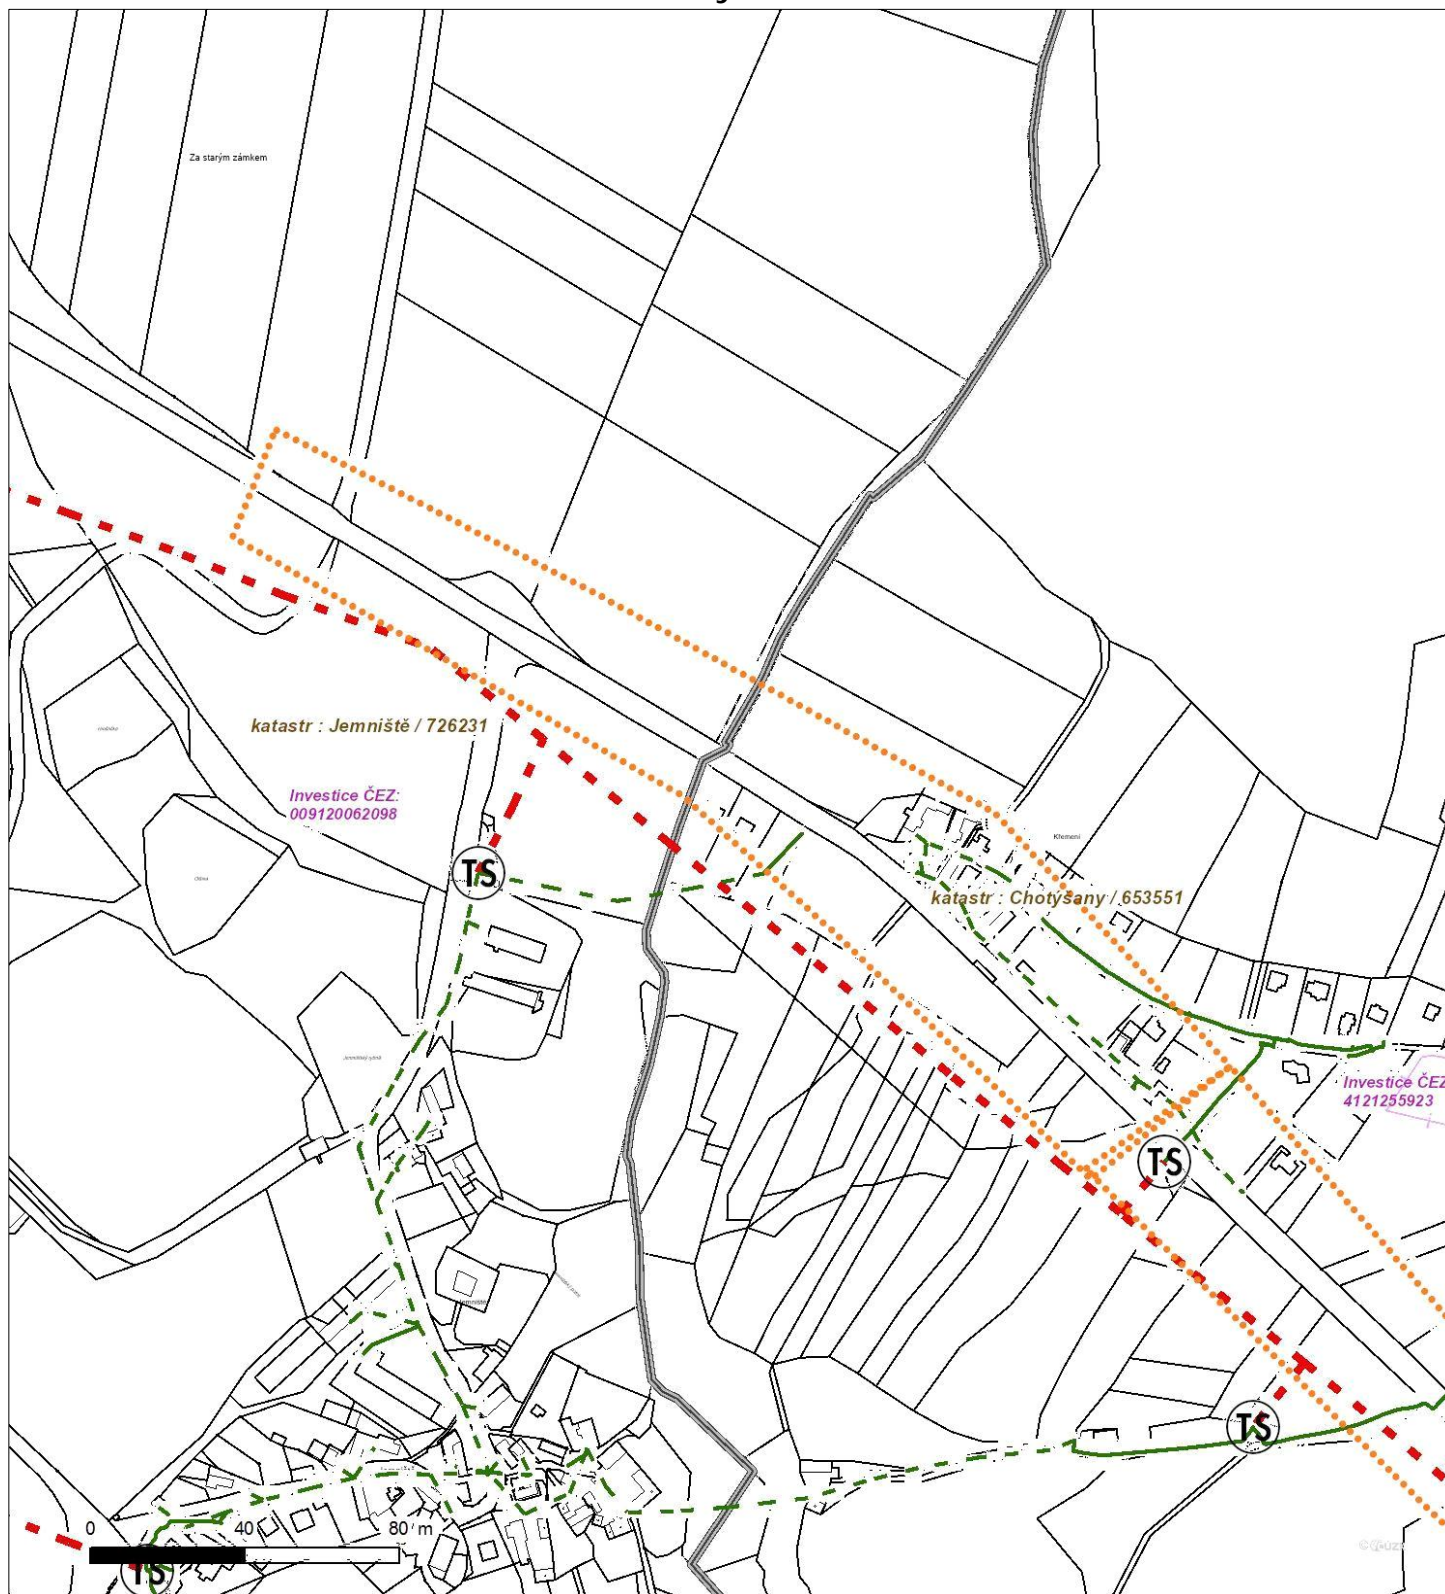 Za starým zámkem
katastr : Jemniště / 726231
Investice ČEZ:
009120062098
TS
Křemení
katastr : Chotýšany / 653551
Investice ČEZ
4121255923
TS
TS
0 40 80 m
TS